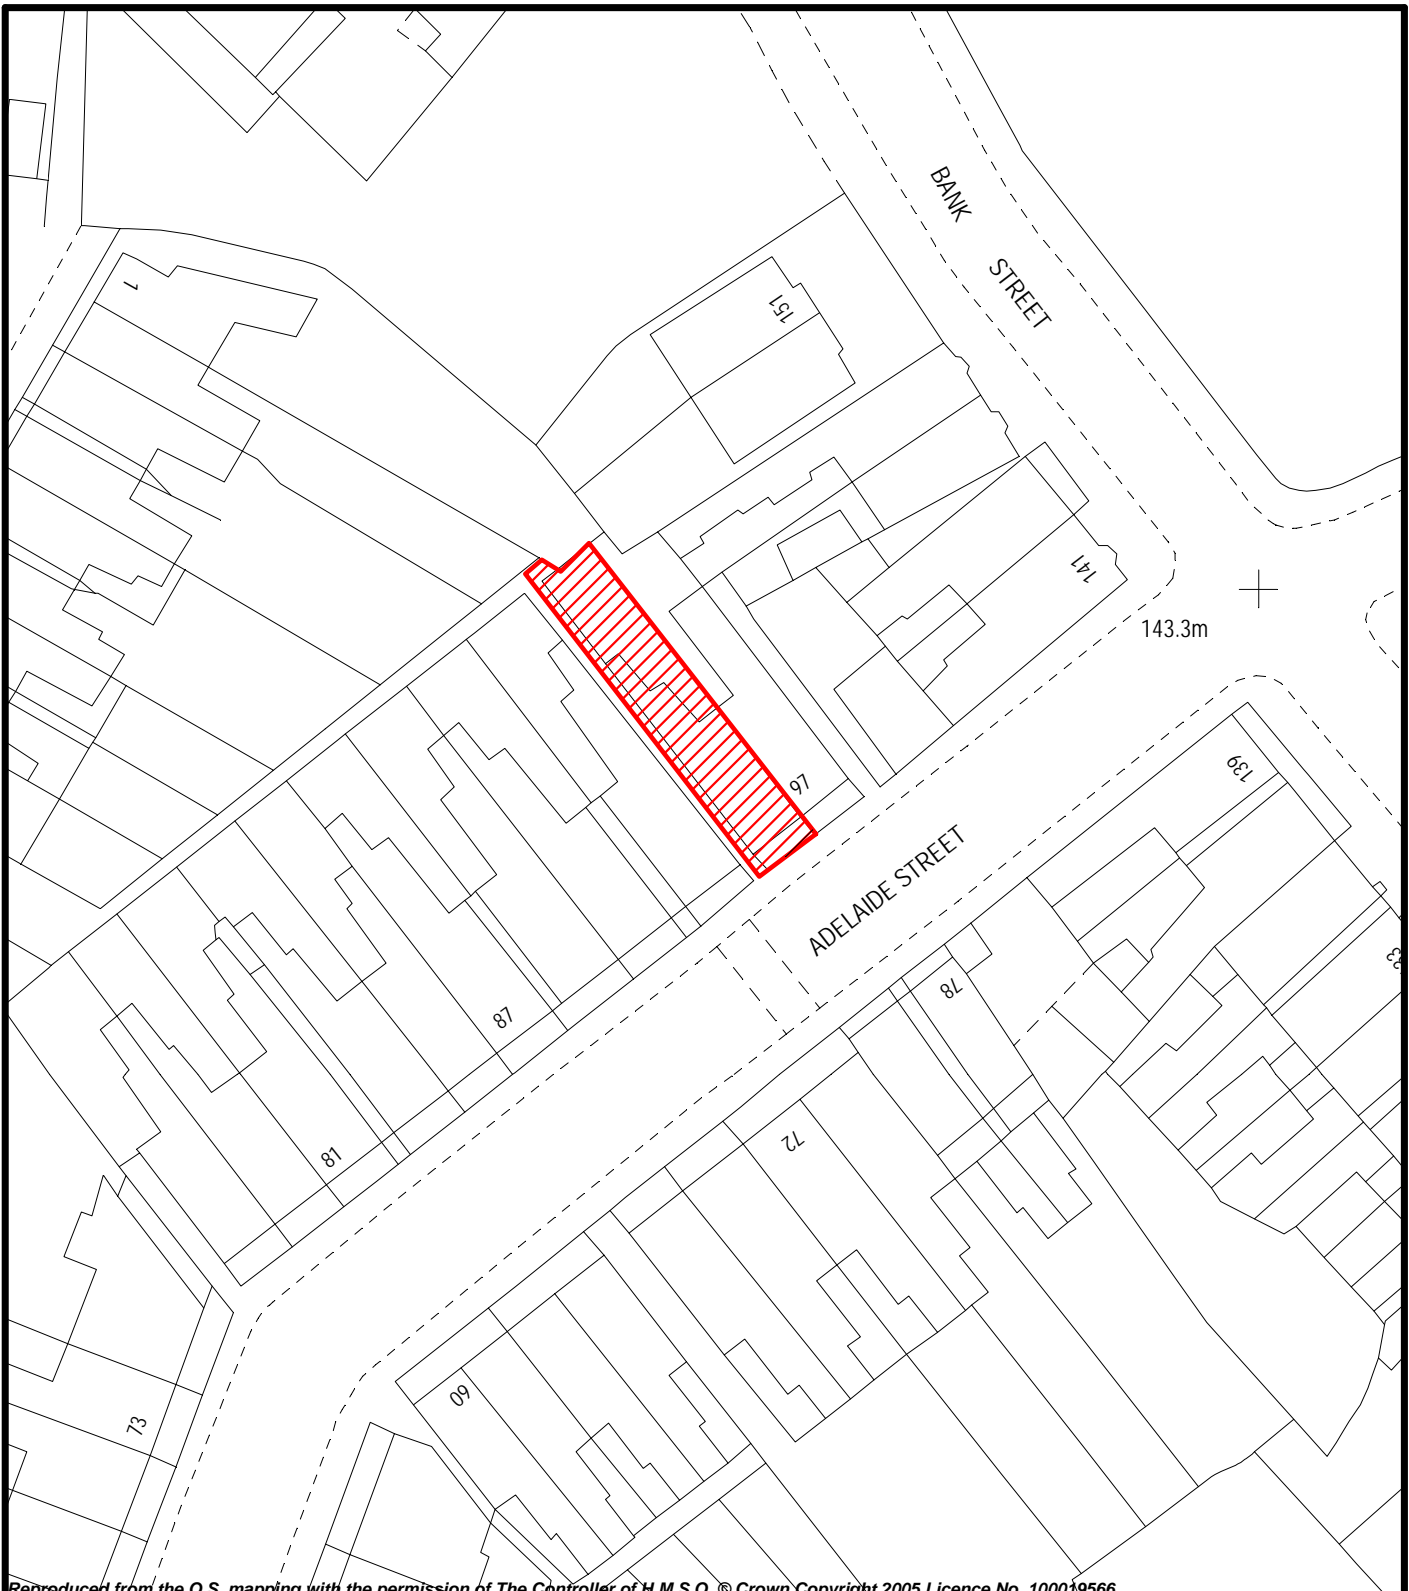 BANK
STREET
1
151
141
143.3m
97
139
ADELAIDE STREET
78
87
72
81
60
73
Reproduced from the O.S. mapping with the permission of The Controller of H.M.S.O. © Crown Copyright 2005 Licence No. 100019566